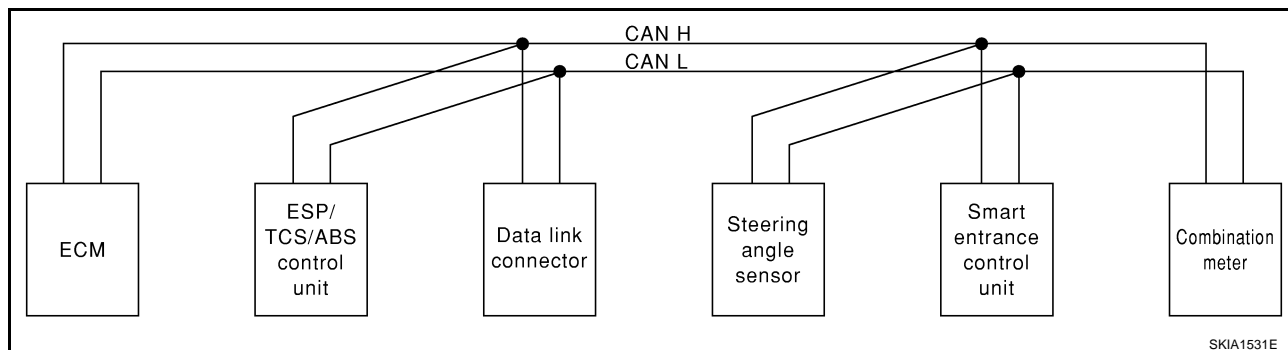 CAN H
CAN L
ECM
ESP/
TCS/ABS
control
unit
Data link
connector
Steering
angle
sensor
Smart
entrance
control
unit
Combination
meter
SKIA1531E